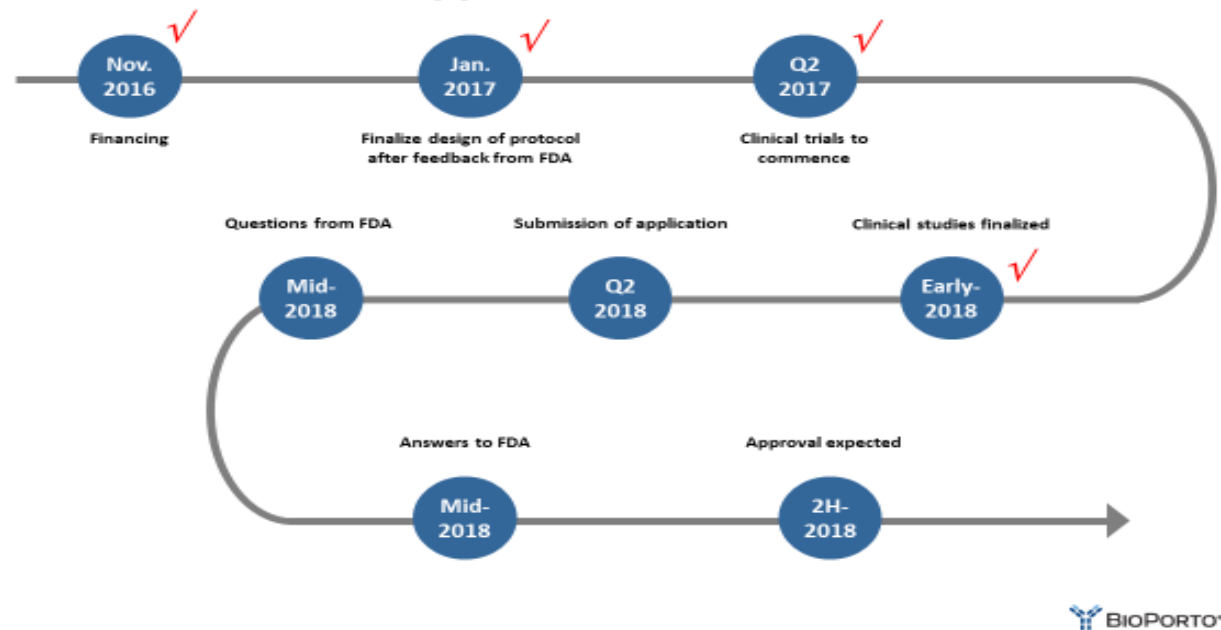 Nov.
2016
√
Financing
Jan.
2017
√
Finalize design of protocol
after feedback from FDA
Q2
2017
√
Clinical trials to
commence
Clinical studies finalized
Early-
2018
√
Submission of application
Q2
2018
Questions from FDA
Mid-
2018
Answers to FDA
Mid-
2018
Approval expected
2H-
2018
BIOPORTO